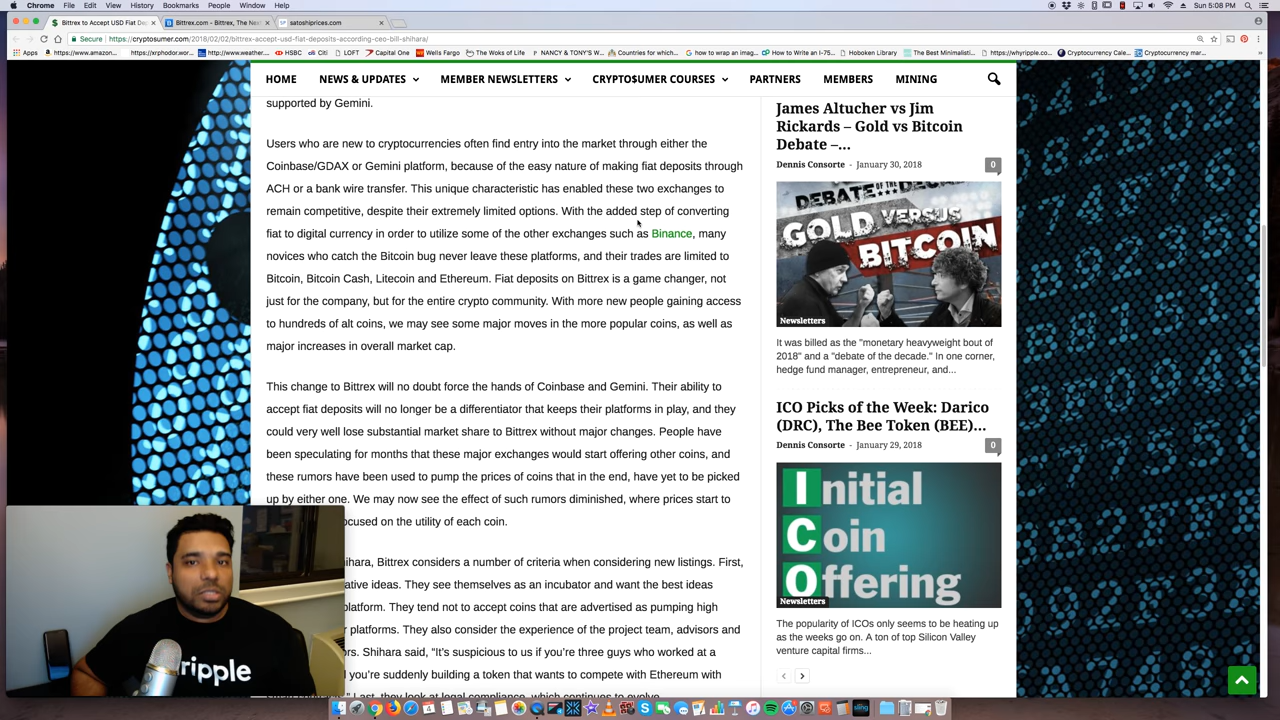 Chrome File Edit View History Bookmarks People Window Help
Sun 5:08 PM
$ Bittrex to Accept USD Fiat De
Bittrex.com - Bittrex, The Nex
SP satoshiprices.com
Secure
https://cryptosumer.com/2018/02/02/bittrex-accept-usd-fiat-deposits-according-ceo-bill-shihara/
Apps
https://www.amazon...
https://xrphodor.wor...
http://www.weather...
HSBC
citi Citi
LOFT
Capital One
Wells Fargo
The Woks of Life
NANCY & TONY'S W...
Countries for which...
how to wrap an imag...
How to Write an I-75...
Hoboken Library
The Best Minimalisti...
https://whyripple.co...
Cryptocurrency Cale...
Cryptocurrency mar...
HOME
NEWS & UPDATES
MEMBER NEWSLETTERS
CRYPTO$UMER COURSES
PARTNERS
MEMBERS
MINING
supported by Gemini.
Users who are new to cryptocurrencies often find entry into the market through either the
Coinbase/GDAX or Gemini platform, because of the easy nature of making fiat deposits through
ACH or a bank wire transfer. This unique characteristic has enabled these two exchanges to
remain competitive, despite their extremely limited options. With the added step of converting
fiat to digital currency in order to utilize some of the other exchanges such as Binance, many
novices who catch the Bitcoin bug never leave these platforms, and their trades are limited to
Bitcoin, Bitcoin Cash, Litecoin and Ethereum. Fiat deposits on Bittrex is a game changer, not
just for the company, but for the entire crypto community. With more new people gaining access
to hundreds of alt coins, we may see some major moves in the more popular coins, as well as
major increases in overall market cap.
This change to Bittrex will no doubt force the hands of Coinbase and Gemini. Their ability to
accept fiat deposits will no longer be a differentiator that keeps their platforms in play, and they
could very well lose substantial market share to Bittrex without major changes. People have
been speculating for months that these major exchanges would start offering other coins, and
these rumors have been used to pump the prices of coins that in the end, have yet to be picked
up by either one. We may now see the effect of such rumors diminished, where prices start to
ocused on the utility of each coin.
ihara, Bittrex considers a number of criteria when considering new listings. First,
ative ideas. They see themselves as an incubator and want the best ideas
platform. They tend not to accept coins that are advertised as pumping high
r platforms. They also consider the experience of the project team, advisors and
rs. Shihara said, "It's suspicious to us if you're three guys who worked at a
d you're suddenly building a token that wants to compete with Ethereum with
Last, they look at legal compliance, which continues to evolve.
James Altucher vs Jim
Rickards – Gold vs Bitcoin
Debate –...
Dennis Consorte - January 30, 2018
0
DEBATE OF THE DECADE
GOLD VERSUS
BITCOIN
Newsletters
It was billed as the "monetary heavyweight bout of
2018" and a "debate of the decade." In one corner,
hedge fund manager, entrepreneur, and...
ICO Picks of the Week: Darico
(DRC), The Bee Token (BEE)...
Dennis Consorte - January 29, 2018
0
Initial
Coin
Offering
Newsletters
The popularity of ICOs only seems to be heating up
as the weeks go on. A ton of top Silicon Valley
venture capital firms...
ripple